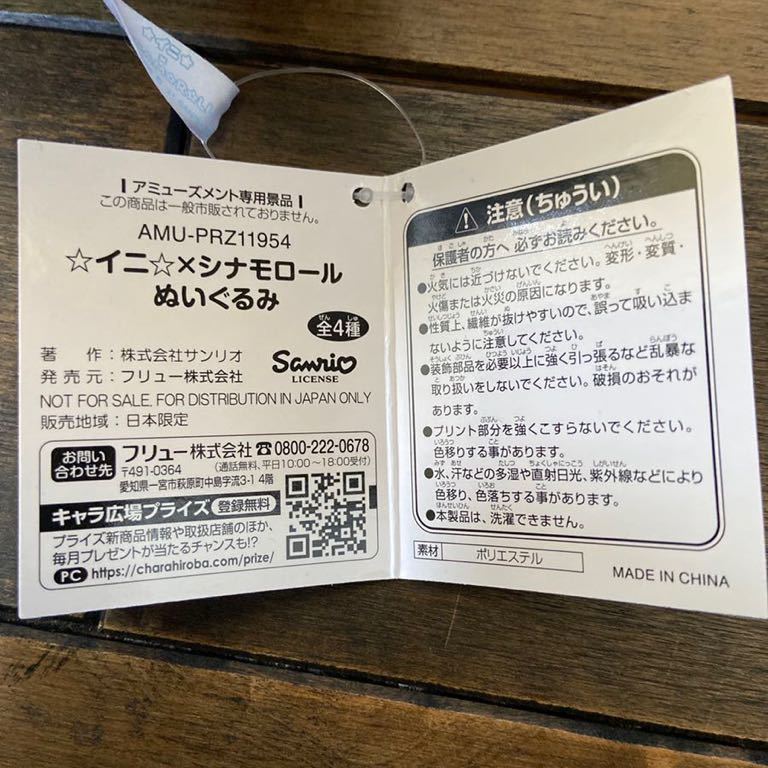 ☆イニ☆
アミューズメント専用景品
この商品は一般市販されておりません。
AMU-PRZ11954
☆イニ☆×シナモロール
ぬいぐるみ
全4種
ぜん しゅ
著　作：株式会社サンリオ
発売元：フリュー株式会社
Sanrio
LICENSE
NOT FOR SALE. FOR DISTRIBUTION IN JAPAN ONLY
販売地域：日本限定
お問い合わせ先
フリュー株式会社 ☎0800-222-0678
〒491-0364 (通話無料、平日10:00〜18:00受付)
愛知県一宮市萩原町中島字流3-1 4階
キャラ広場プライズ 登録無料
プライズ新商品情報や取扱店舗のほか、
毎月プレゼントが当たるチャンスも!?
PC https://charahiroba.com/prize/
注意(ちゅうい)
保護者の方へ 必ずお読みください。
●火気には近づけないでください。変形・変質・
火傷または火災の原因になります。
●性質上、繊維が抜けやすいので、誤って吸い込ま
ないように注意してください。
●装飾部品を必要以上に強く引っ張るなど乱暴な
取り扱いをしないでください。破損のおそれが
あります。
●プリント部分を強くこすらないでください。
色移りする事があります。
●水、汗などの多湿や直射日光、紫外線などにより
色移り、色落ちする事があります。
●本製品は、洗濯できません。
素材 ポリエステル
MADE IN CHINA